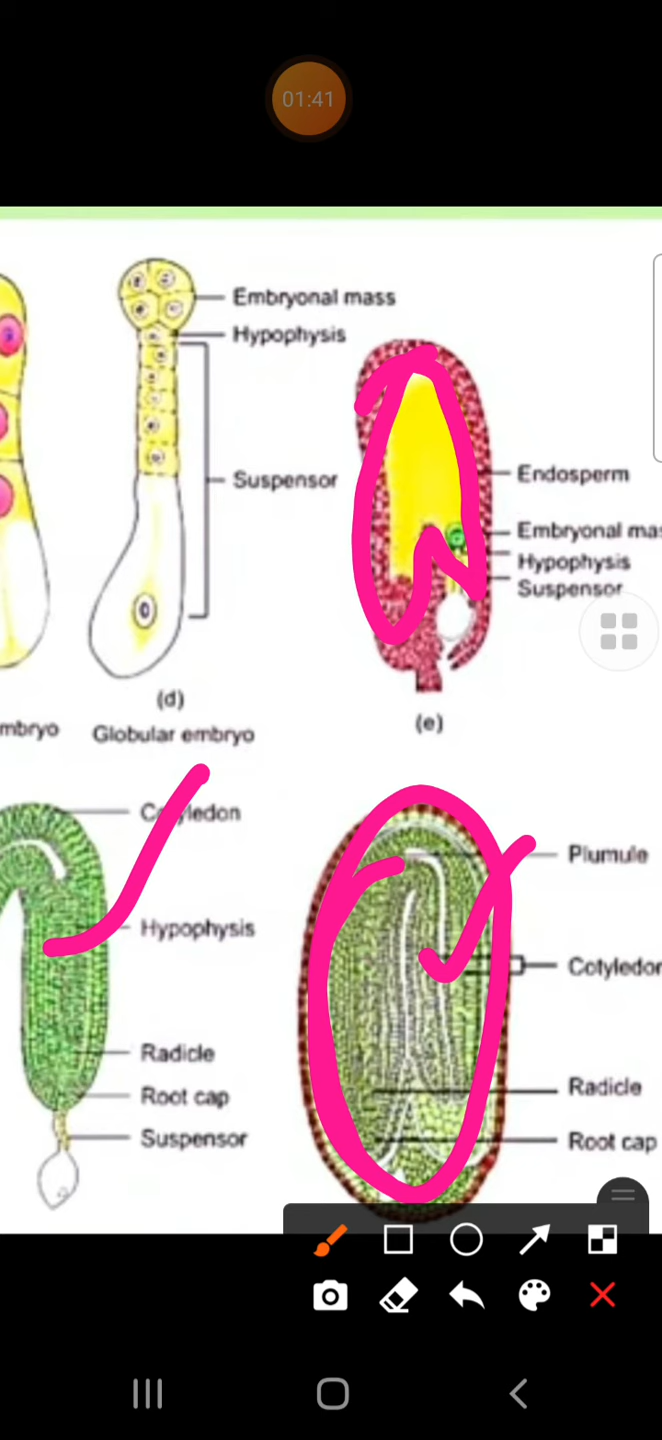 01:41
Embryonal mass
Hypophysis
Suspensor
Endosperm
Embryonal mas
Hypophysis
Suspensor
(d)
(e)
mbryo
Globular embryo
Cotyledon
Hypophysis
Radicle
Root cap
Suspensor
Plumule
Cotyledon
Radicle
Root cap